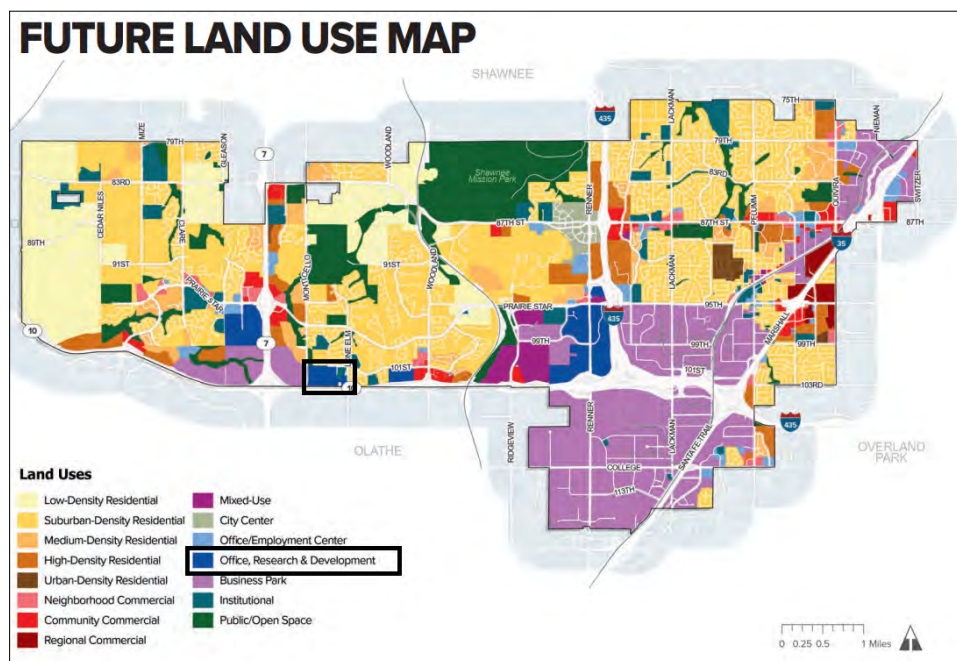 FUTURE LAND USE MAP
SHAWNEE
75TH
NIEMAN
LACKMAN
435
MIZE
GLEASON
WOODLAND
79TH
7
79TH
Shawnee
Mission Park
RENNER
83RD
83RD
PFLUMM
QUIVIRA
SWITZER
CEDAR NILES
CLARE
87TH ST
87TH ST
87TH
89TH
35
91ST
MONTICELLO
91ST
WOODLAND
LACKMAN
PRAIRIE STAR
PRAIRIE STAR
95TH
435
MARSHALL
10
7
99TH
99TH
99TH
101ST
101ST
103RD
RENNER
435
OLATHE
RIDGEVIEW
LACKMAN
SANTA FE-TRAIL
OVERLAND
PARK
COLLEGE
113TH
Land Uses
Low-Density Residential
Suburban-Density Residential
Medium-Density Residential
High-Density Residential
Urban-Density Residential
Neighborhood Commercial
Community Commercial
Regional Commercial
Mixed-Use
City Center
Office/Employment Center
Office, Research & Development
Business Park
Institutional
Public/Open Space
0 0.25 0.5 1 Miles